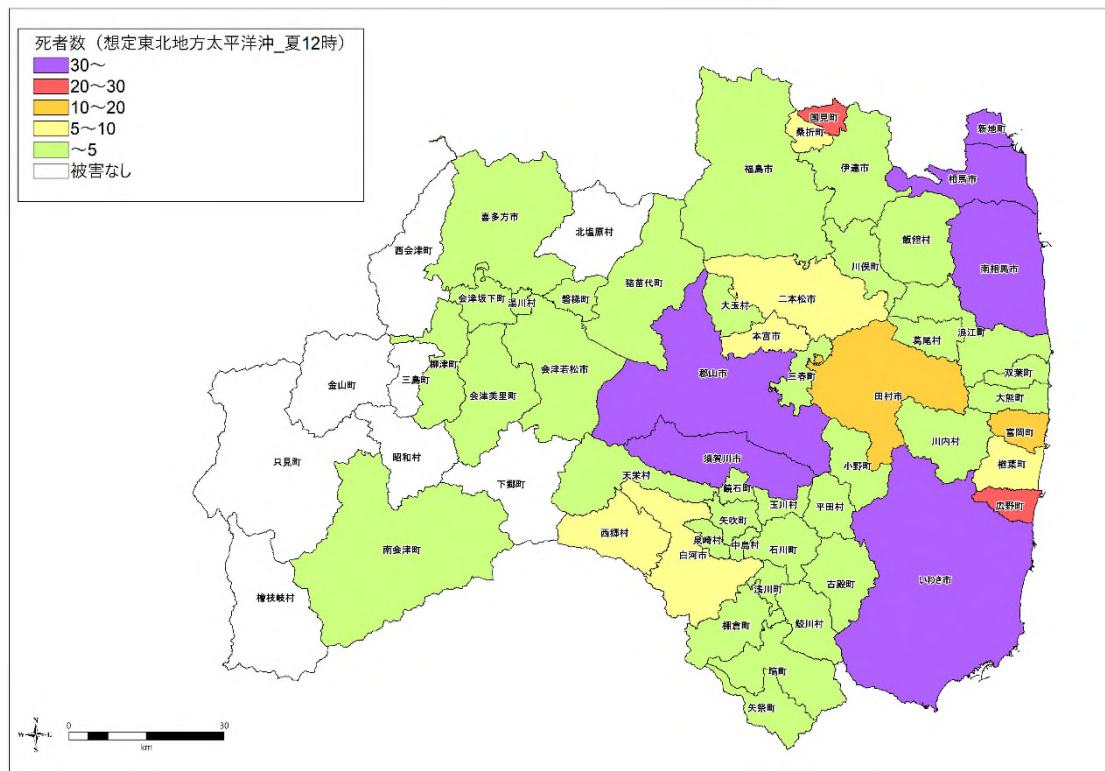 死者数（想定東北地方太平洋沖_夏12時）
30～
20～30
10～20
5～10
～5
被害なし
国見町
桑折町
新地町
伊達市
福島市
相馬市
喜多方市
北塩原村
飯舘村
西会津町
川俣町
南相馬市
猪苗代町
会津坂下町
湯川村
磐梯町
大玉村
二本松市
浪江町
本宮市
葛尾村
柳津町
会津若松市
郡山市
三春町
双葉町
三島町
金山町
会津美里町
田村市
大熊町
富岡町
川内村
只見町
昭和村
須賀川市
小野町
楢葉町
下郷町
天栄村
鏡石町
玉川村
平田村
広野町
西郷村
矢吹町
泉崎村
中島村
白河市
石川町
南会津町
いわき市
古殿町
浅川町
檜枝岐村
棚倉町
鮫川村
塙町
矢祭町
N
W
E
S
0
30
km